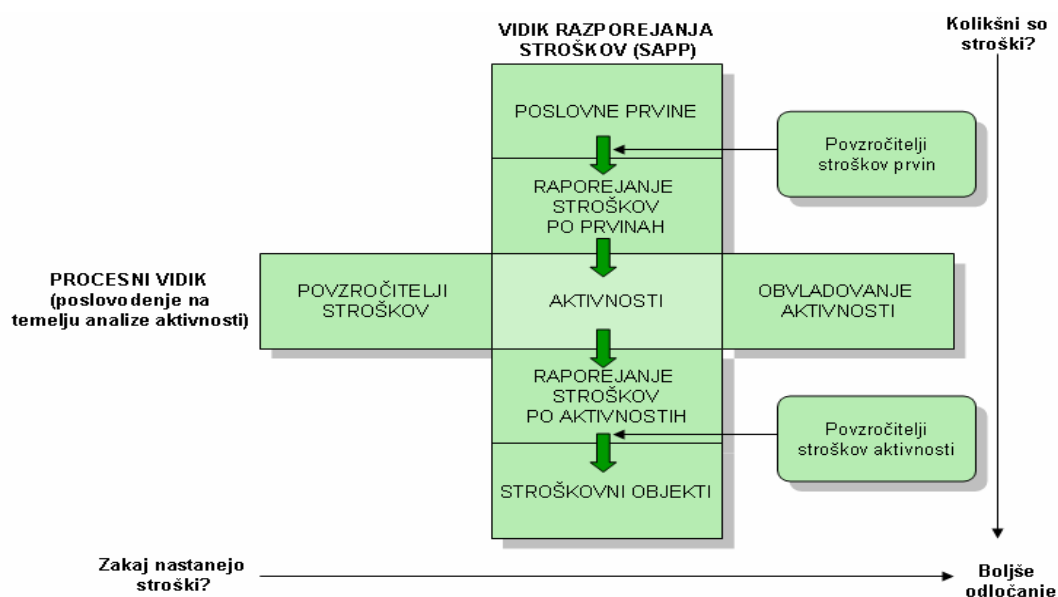 VIDIK RAZPOREJANJA
STROŠKOV (SAPP)
Kolikšni so
stroški?
POSLOVNE PRVINE
Povzročitelji
stroškov prvin
RAPOREJANJE
STROŠKOV
PO PRVINAH
PROCESNI VIDIK
(poslovodenje na
temelju analize aktivnosti)
POVZROČITELJI
STROŠKOV
AKTIVNOSTI
OBVLADOVANJE
AKTIVNOSTI
RAPOREJANJE
STROŠKOV
PO AKTIVNOSTIH
Povzročitelji
stroškov aktivnosti
STROŠKOVNI OBJEKTI
Zakaj nastanejo
stroški?
Boljše
odločanje